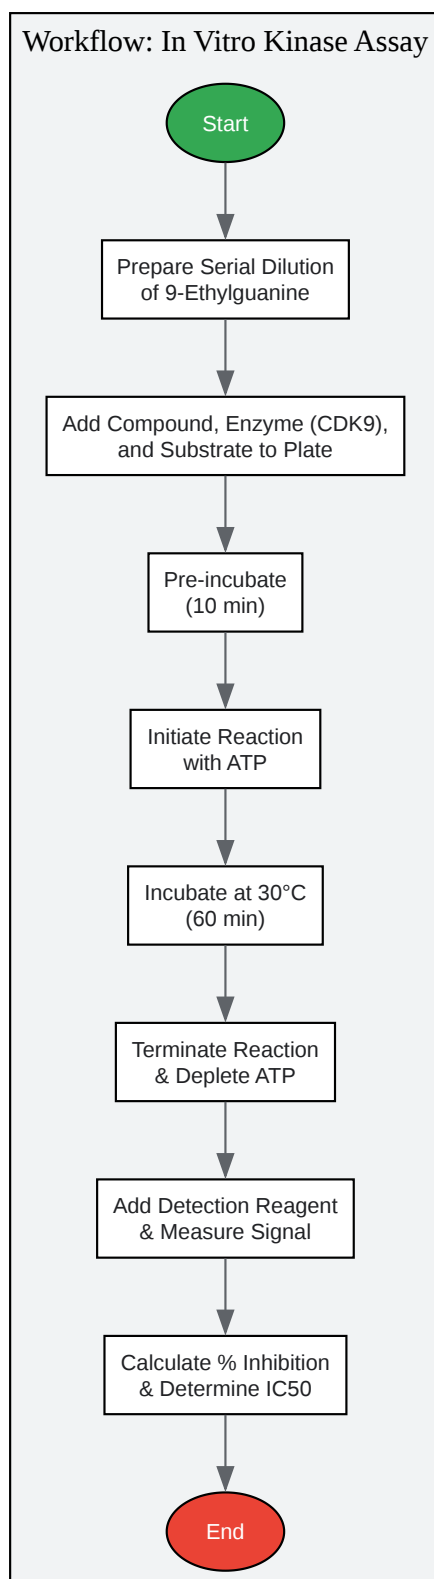 Workflow: In Vitro Kinase Assay
Start
Prepare Serial Dilution
of 9-Ethylguanine
Add Compound, Enzyme (CDK9),
and Substrate to Plate
Pre-incubate
(10 min)
Initiate Reaction
with ATP
Incubate at 30°C
(60 min)
Terminate Reaction
& Deplete ATP
Add Detection Reagent
& Measure Signal
Calculate % Inhibition
& Determine IC50
End